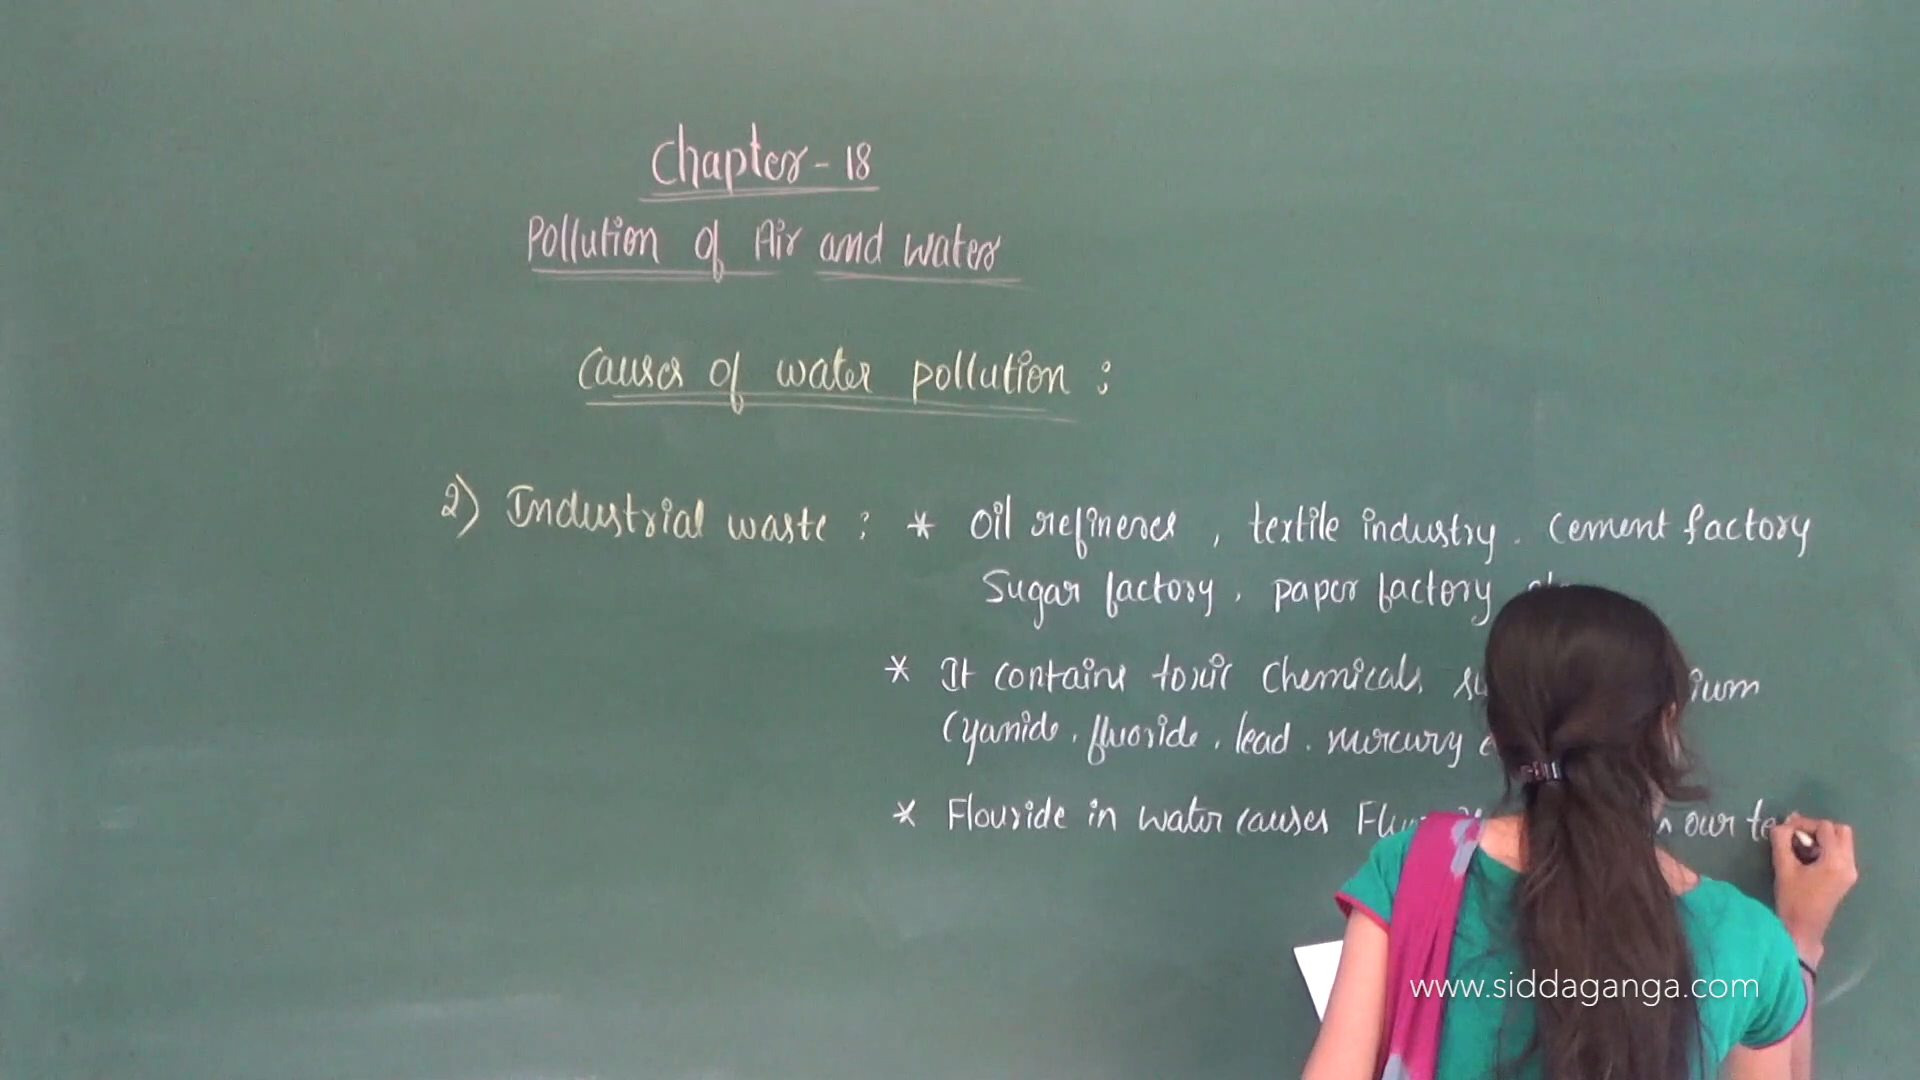 Chapter - 18
Pollution of Air and Water
Causes of water pollution :
2) Industrial waste : * Oil refineres , textile industry . Cement factory
Sugar factory , paper factory
* It contains toxic chemicals
Cyanide , fluoride , lead . mercury
* Flouride in water causes our
www.siddaganga.com